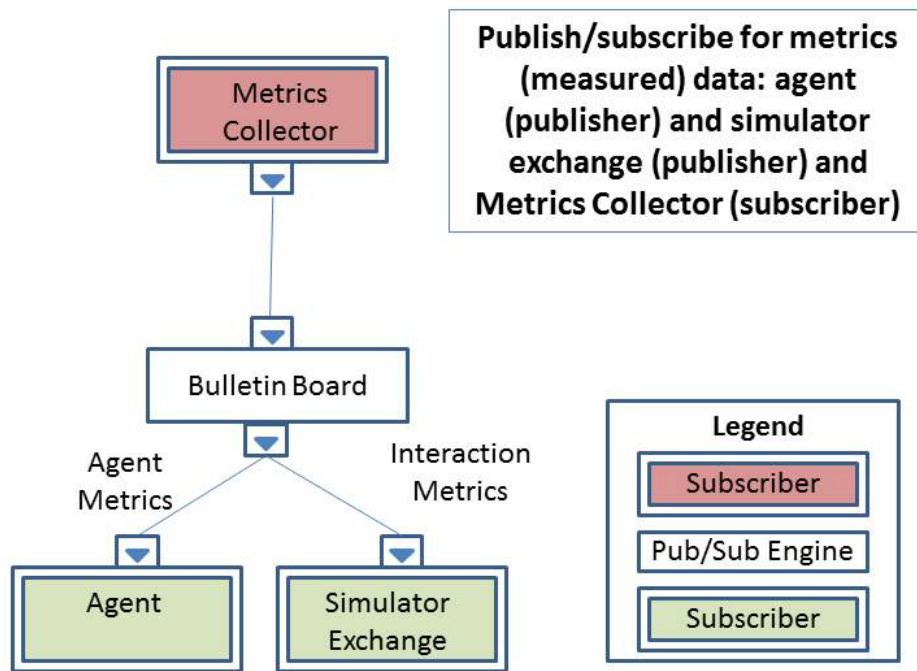 Publish/subscribe for metrics
(measured) data: agent
(publisher) and simulator
exchange (publisher) and
Metrics Collector (subscriber)
Metrics
Collector
Bulletin Board
Agent
Metrics
Interaction
Metrics
Agent
Simulator
Exchange
Legend
Subscriber
Pub/Sub Engine
Subscriber